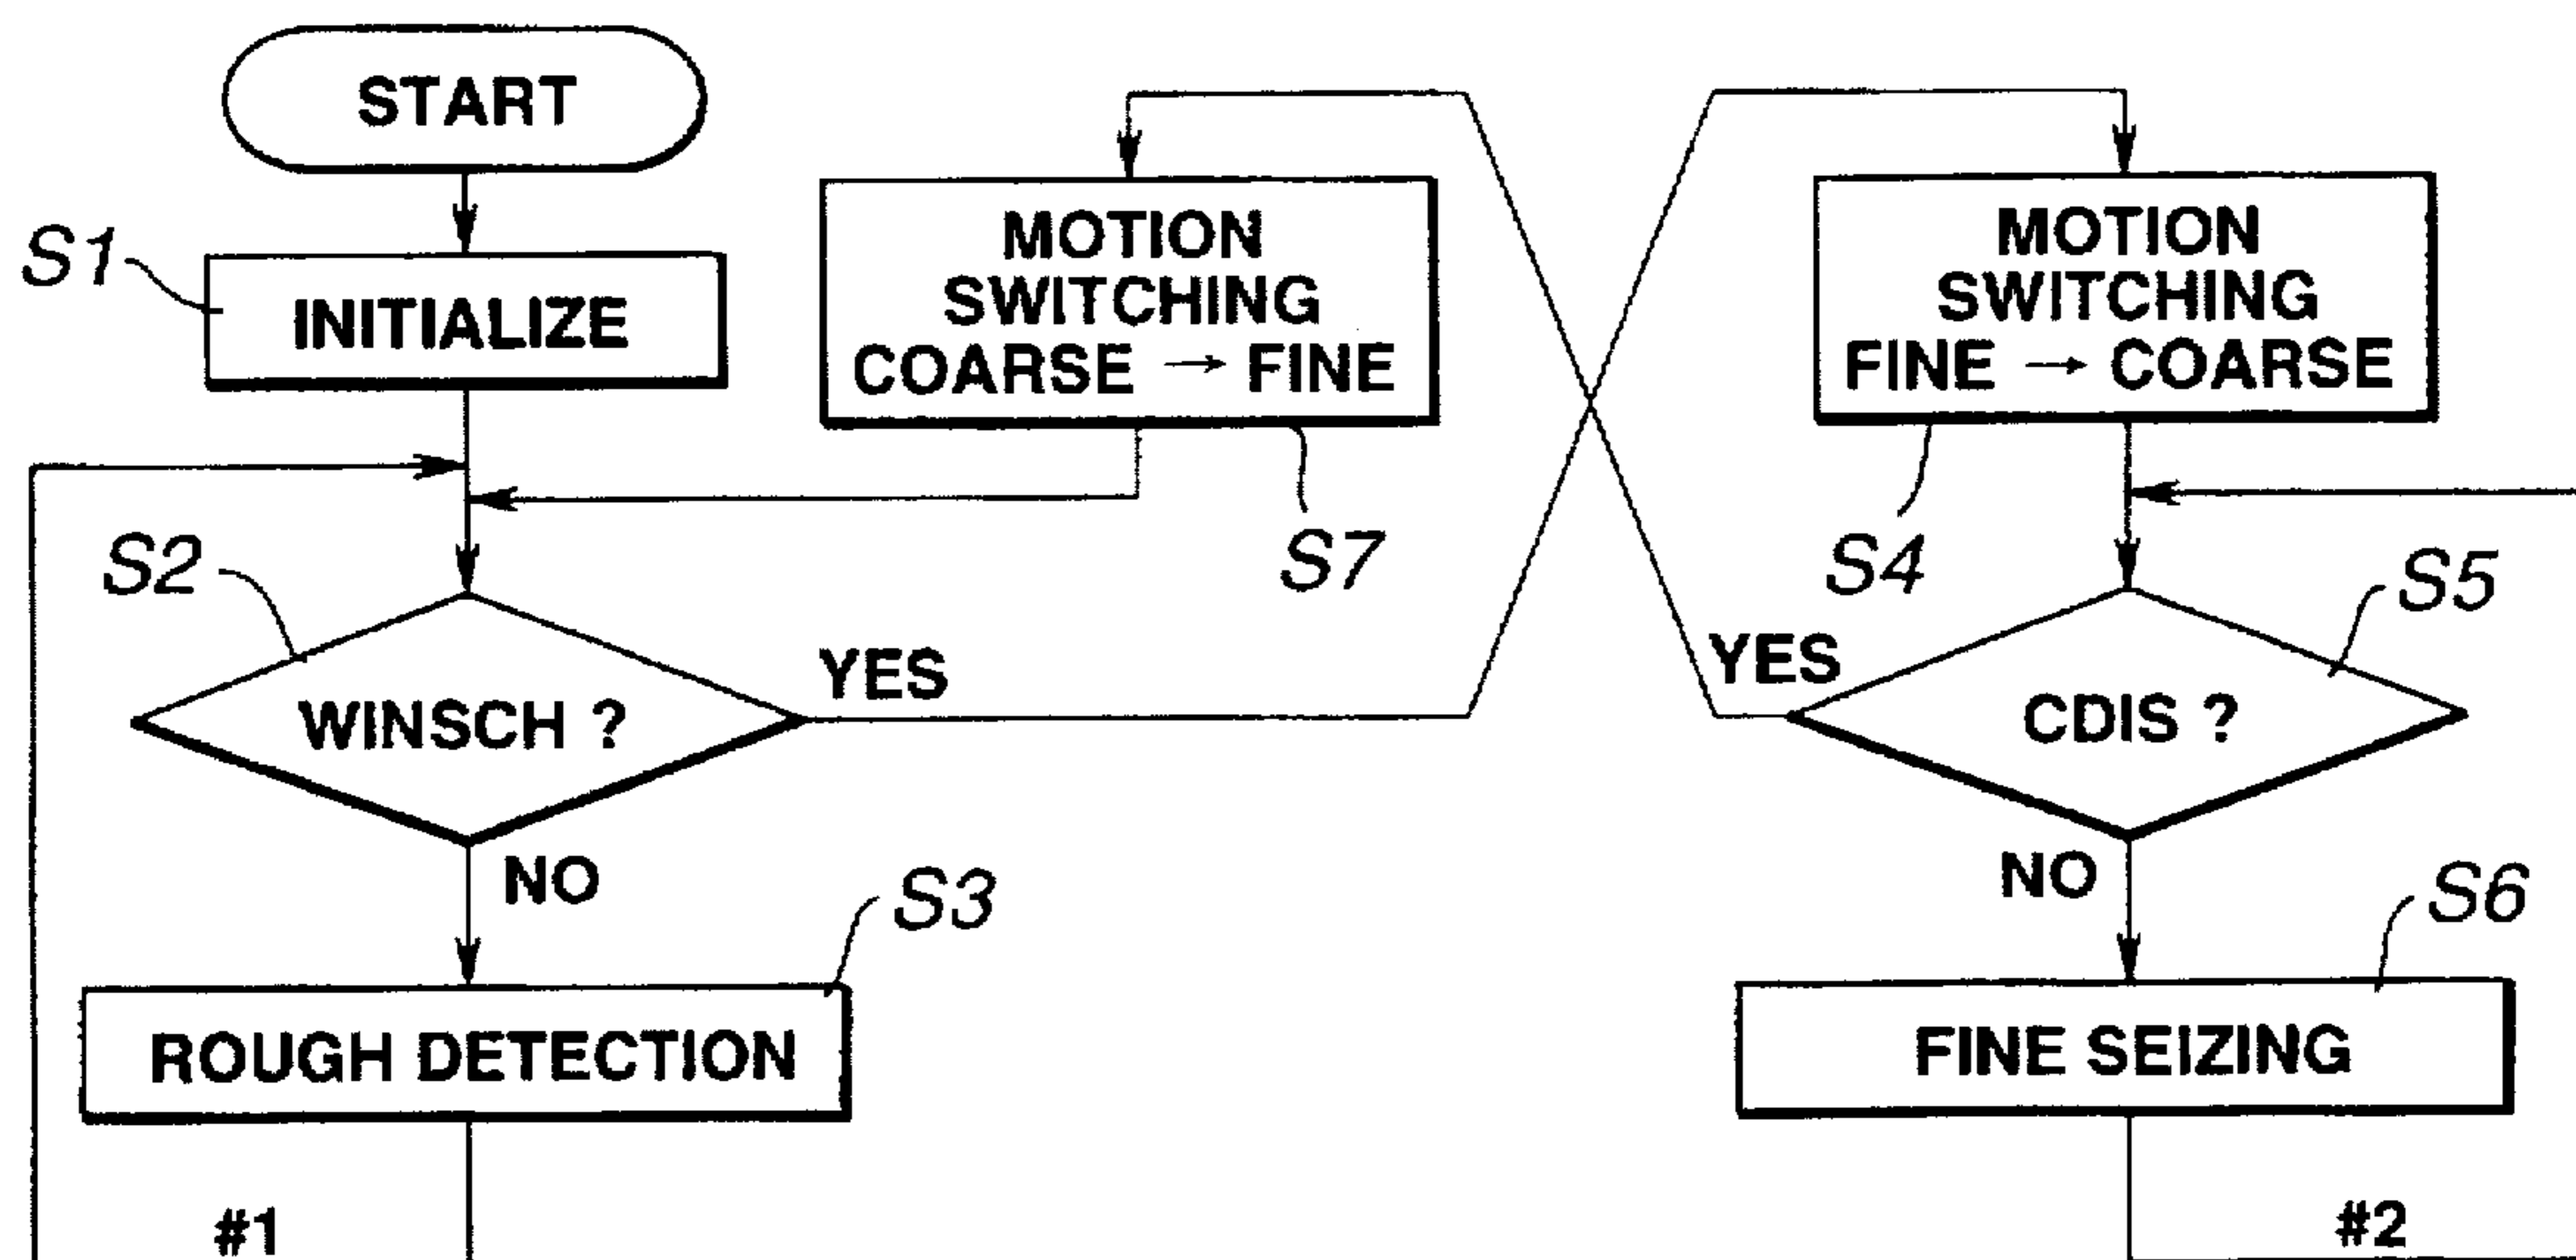 START
S1
INITIALIZE
MOTION
SWITCHING
COARSE → FINE
S7
MOTION
SWITCHING
FINE → COARSE
S4
S2
WINSCH ?
YES
NO
S5
CDIS ?
YES
NO
S3
ROUGH DETECTION
#1
S6
FINE SEIZING
#2